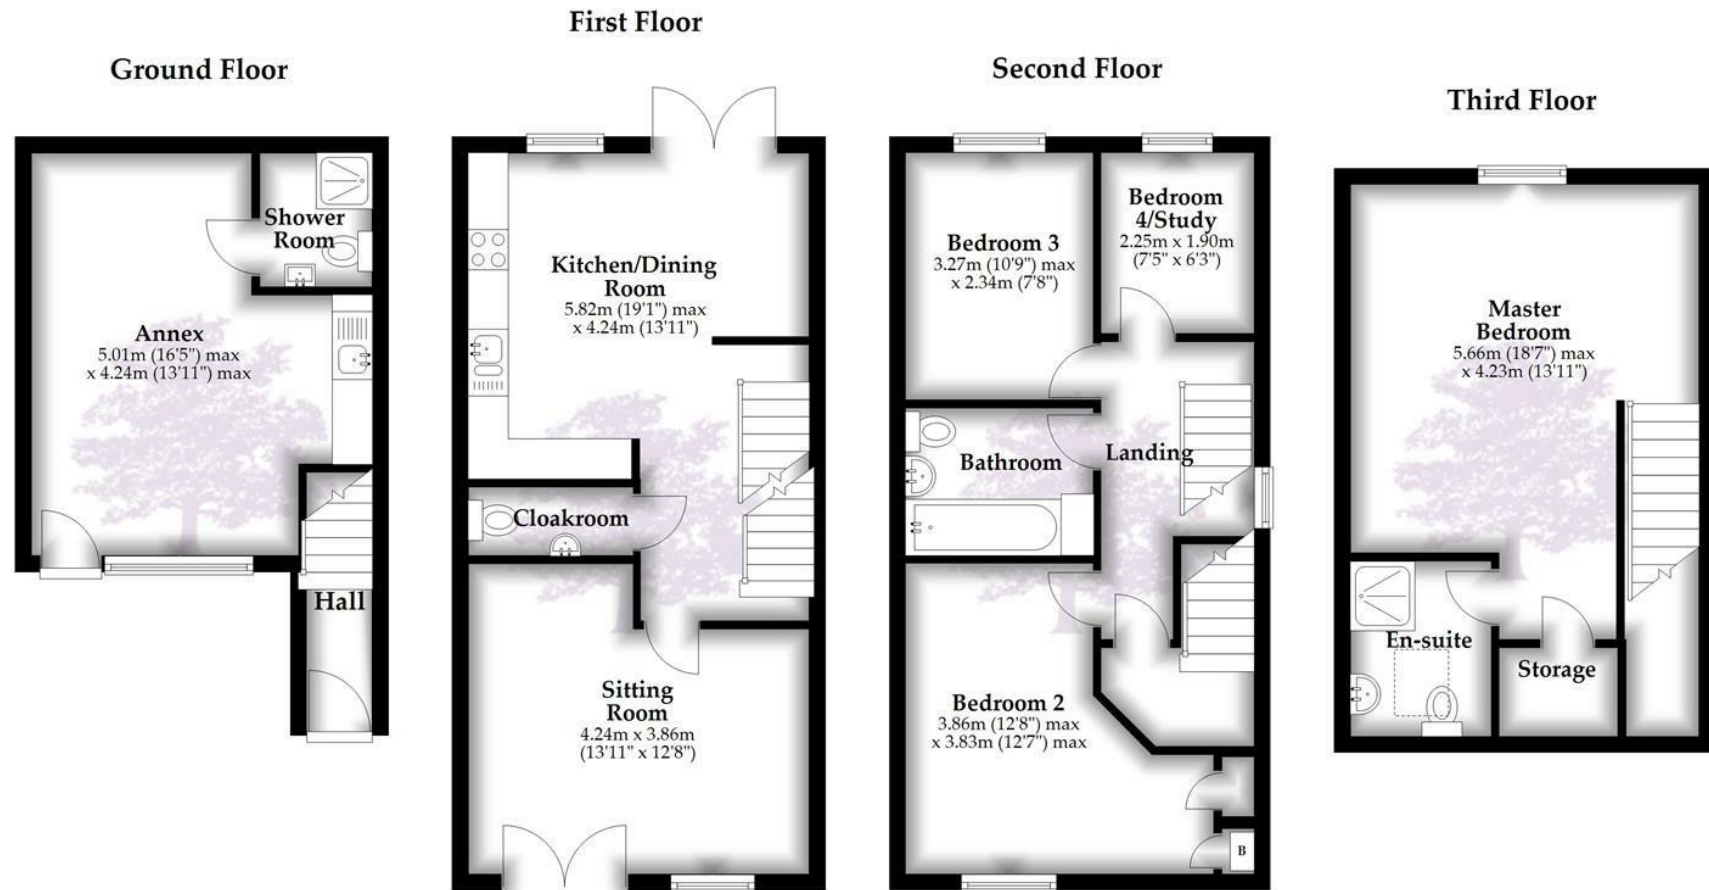 Ground Floor
Shower
Room
Annex
5.01m (16'5") max
x 4.24m (13'11") max
Hall
First Floor
Kitchen/Dining
Room
5.82m (19'1") max
x 4.24m (13'11")
Cloakroom
Sitting
Room
4.24m x 3.86m
(13'11" x 12'8")
Second Floor
Bedroom 3
3.27m (10'9") max
x 2.34m (7'8")
Bedroom
4/Study
2.25m x 1.90m
(7'5" x 6'3")
Bathroom
Landing
Bedroom 2
3.86m (12'8") max
x 3.83m (12'7") max
B
Third Floor
Master
Bedroom
5.66m (18'7") max
x 4.23m (13'11")
En-suite
Storage